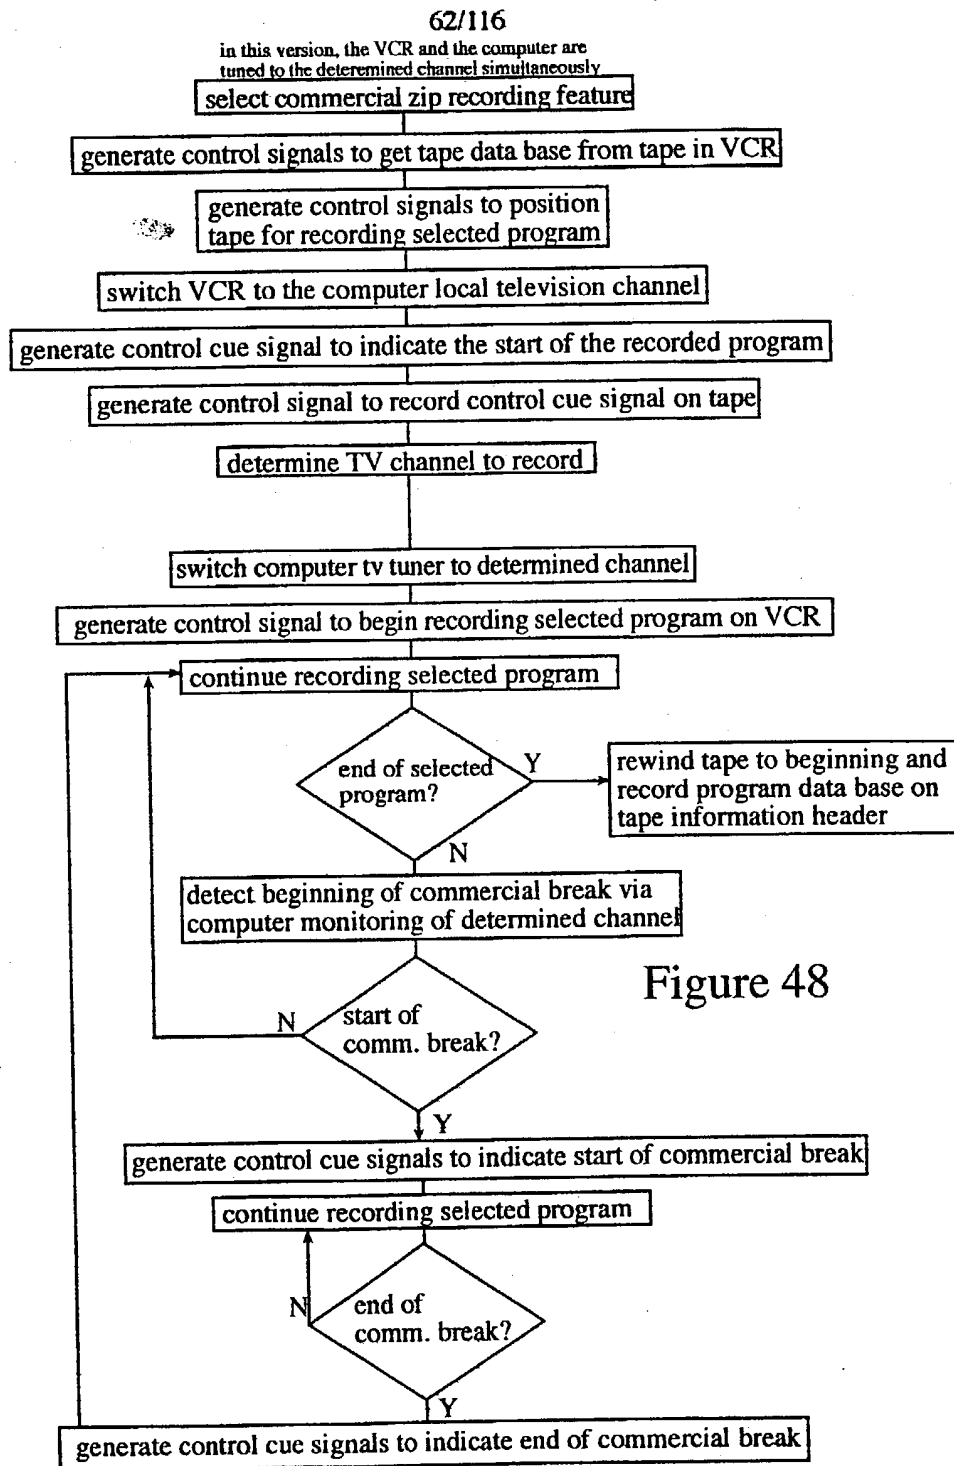 62/116
in this version, the VCR and the computer are
tuned to the deteremined channel simultaneously
select commercial zip recording feature
generate control signals to get tape data base from tape in VCR
generate control signals to position
tape for recording selected program
switch VCR to the computer local television channel
generate control cue signal to indicate the start of the recorded program
generate control signal to record control cue signal on tape
determine TV channel to record
switch computer tv tuner to determined channel
generate control signal to begin recording selected program on VCR
continue recording selected program
end of selected
program?
Y
rewind tape to beginning and
record program data base on
tape information header
N
detect beginning of commercial break via
computer monitoring of determined channel
Figure 48
N
start of
comm. break?
Y
generate control cue signals to indicate start of commercial break
continue recording selected program
N
end of
comm. break?
Y
generate control cue signals to indicate end of commercial break